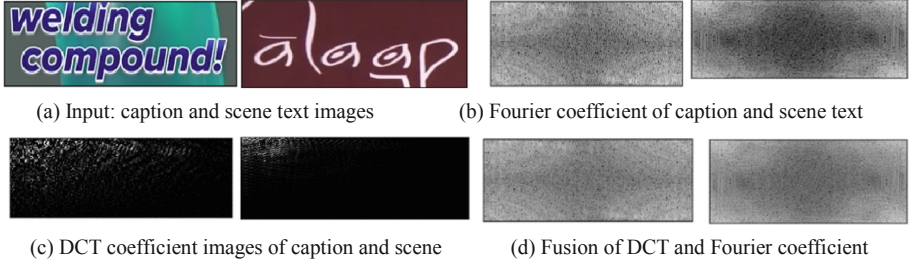 welding
compound!
ālaap
(a) Input: caption and scene text images
(b) Fourier coefficient of caption and scene text
(c) DCT coefficient images of caption and scene
(d) Fusion of DCT and Fourier coefficient